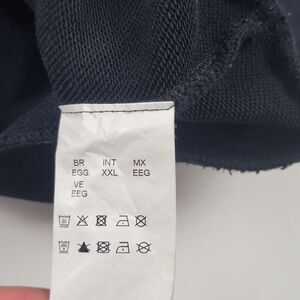 BR INT MX
EGG XXL EEG
VE
EEG